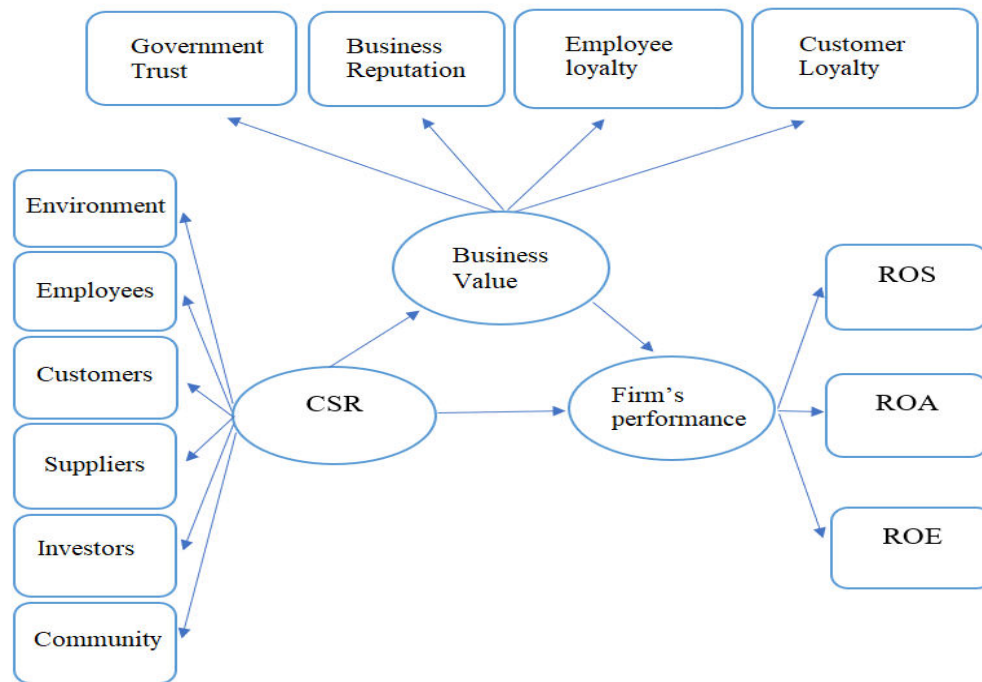 Government
Trust
Business
Reputation
Employee
loyalty
Customer
Loyalty
Environment
Employees
Customers
Suppliers
Investors
Community
Business
Value
CSR
Firm's
performance
ROS
ROA
ROE